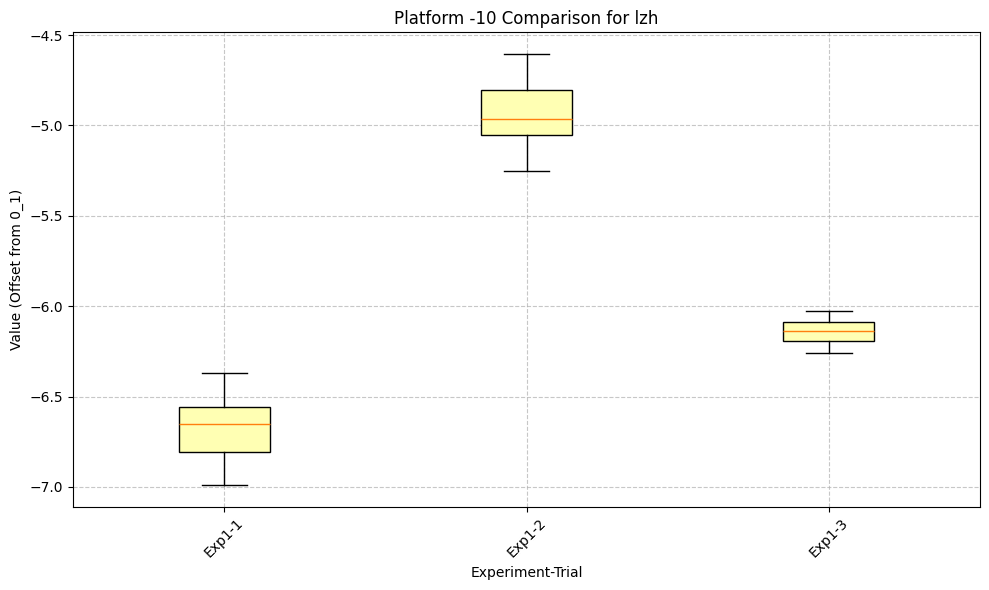 Platform -10 Comparison for lzh
Value (Offset from 0_1)
−4.5
−5.0
−5.5
−6.0
−6.5
−7.0
Exp1-1
Exp1-2
Exp1-3
Experiment-Trial